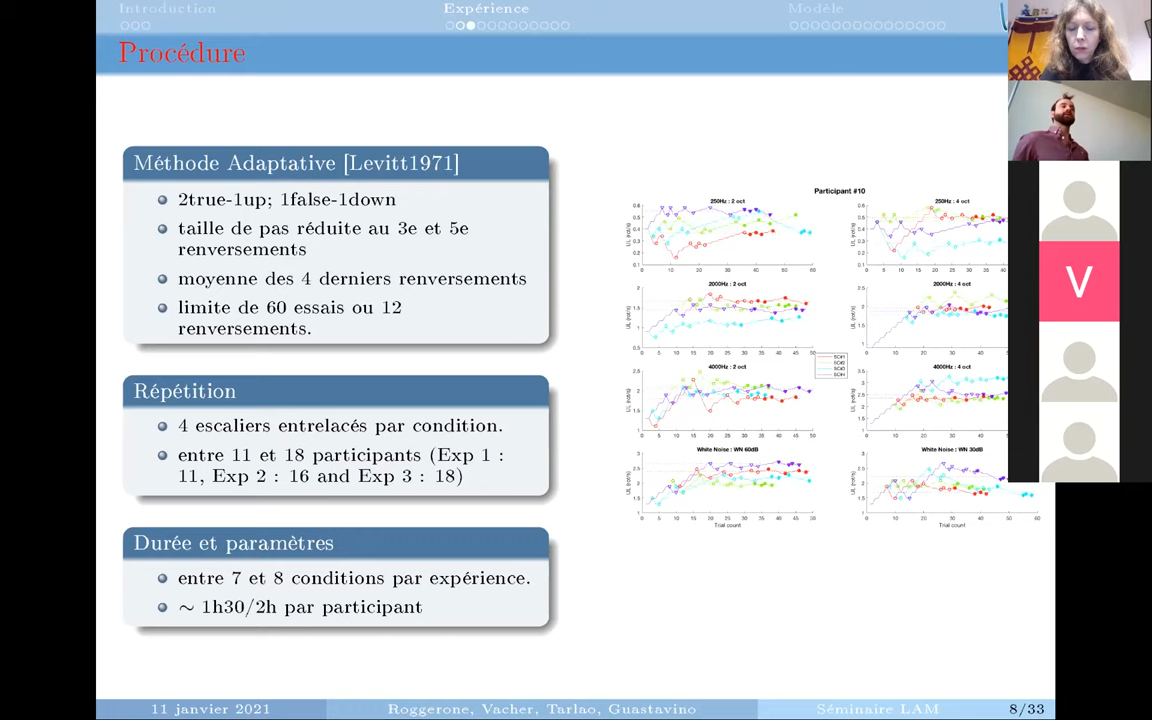 Introduction
Expérience
Modèle
Procédure
Méthode Adaptative [Levitt1971]
2true-1up; 1false-1down
taille de pas réduite au 3e et 5e
renversements
moyenne des 4 derniers renversements
limite de 60 essais ou 12
renversements.
Répétition
4 escaliers entrelacés par condition.
entre 11 et 18 participants (Exp 1 :
11, Exp 2 : 16 and Exp 3 : 18)
Durée et paramètres
entre 7 et 8 conditions par expérience.
∼ 1h30/2h par participant
Participant #10
250Hz : 2 oct
250Hz : 4 oct
2000Hz : 2 oct
2000Hz : 4 oct
4000Hz : 2 oct
4000Hz : 4 oct
White Noise : WN 60dB
White Noise : WN 30dB
Trial count
Trial count
V
11 janvier 2021
Roggerone, Vacher, Tarlao, Guastavino
Séminaire LAM
8/33